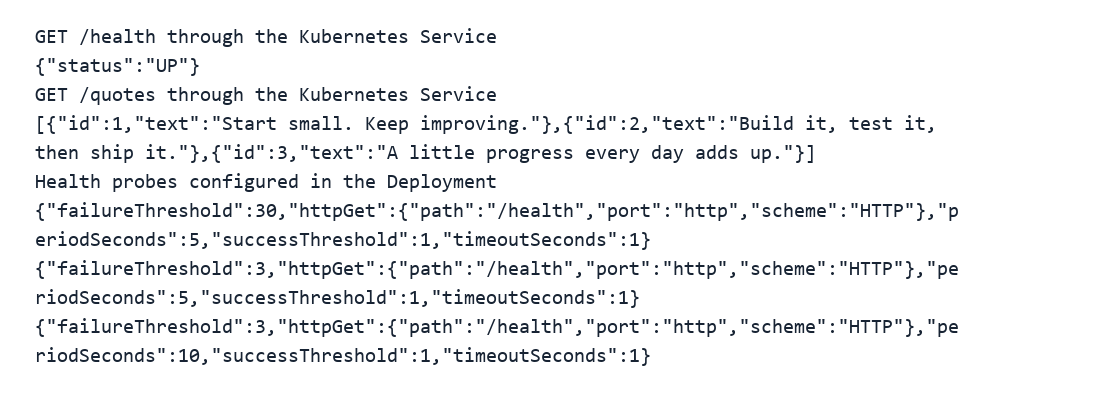 GET /health through the Kubernetes Service
{"status":"UP"}
GET /quotes through the Kubernetes Service
[{"id":1,"text":"Start small. Keep improving."},{"id":2,"text":"Build it, test it,
then ship it."},{"id":3,"text":"A little progress every day adds up."}]
Health probes configured in the Deployment
{"failureThreshold":30,"httpGet":{"path":"/health","port":"http","scheme":"HTTP"},"p
eriodSeconds":5,"successThreshold":1,"timeoutSeconds":1}
{"failureThreshold":3,"httpGet":{"path":"/health","port":"http","scheme":"HTTP"},"pe
riodSeconds":5,"successThreshold":1,"timeoutSeconds":1}
{"failureThreshold":3,"httpGet":{"path":"/health","port":"http","scheme":"HTTP"},"pe
riodSeconds":10,"successThreshold":1,"timeoutSeconds":1}